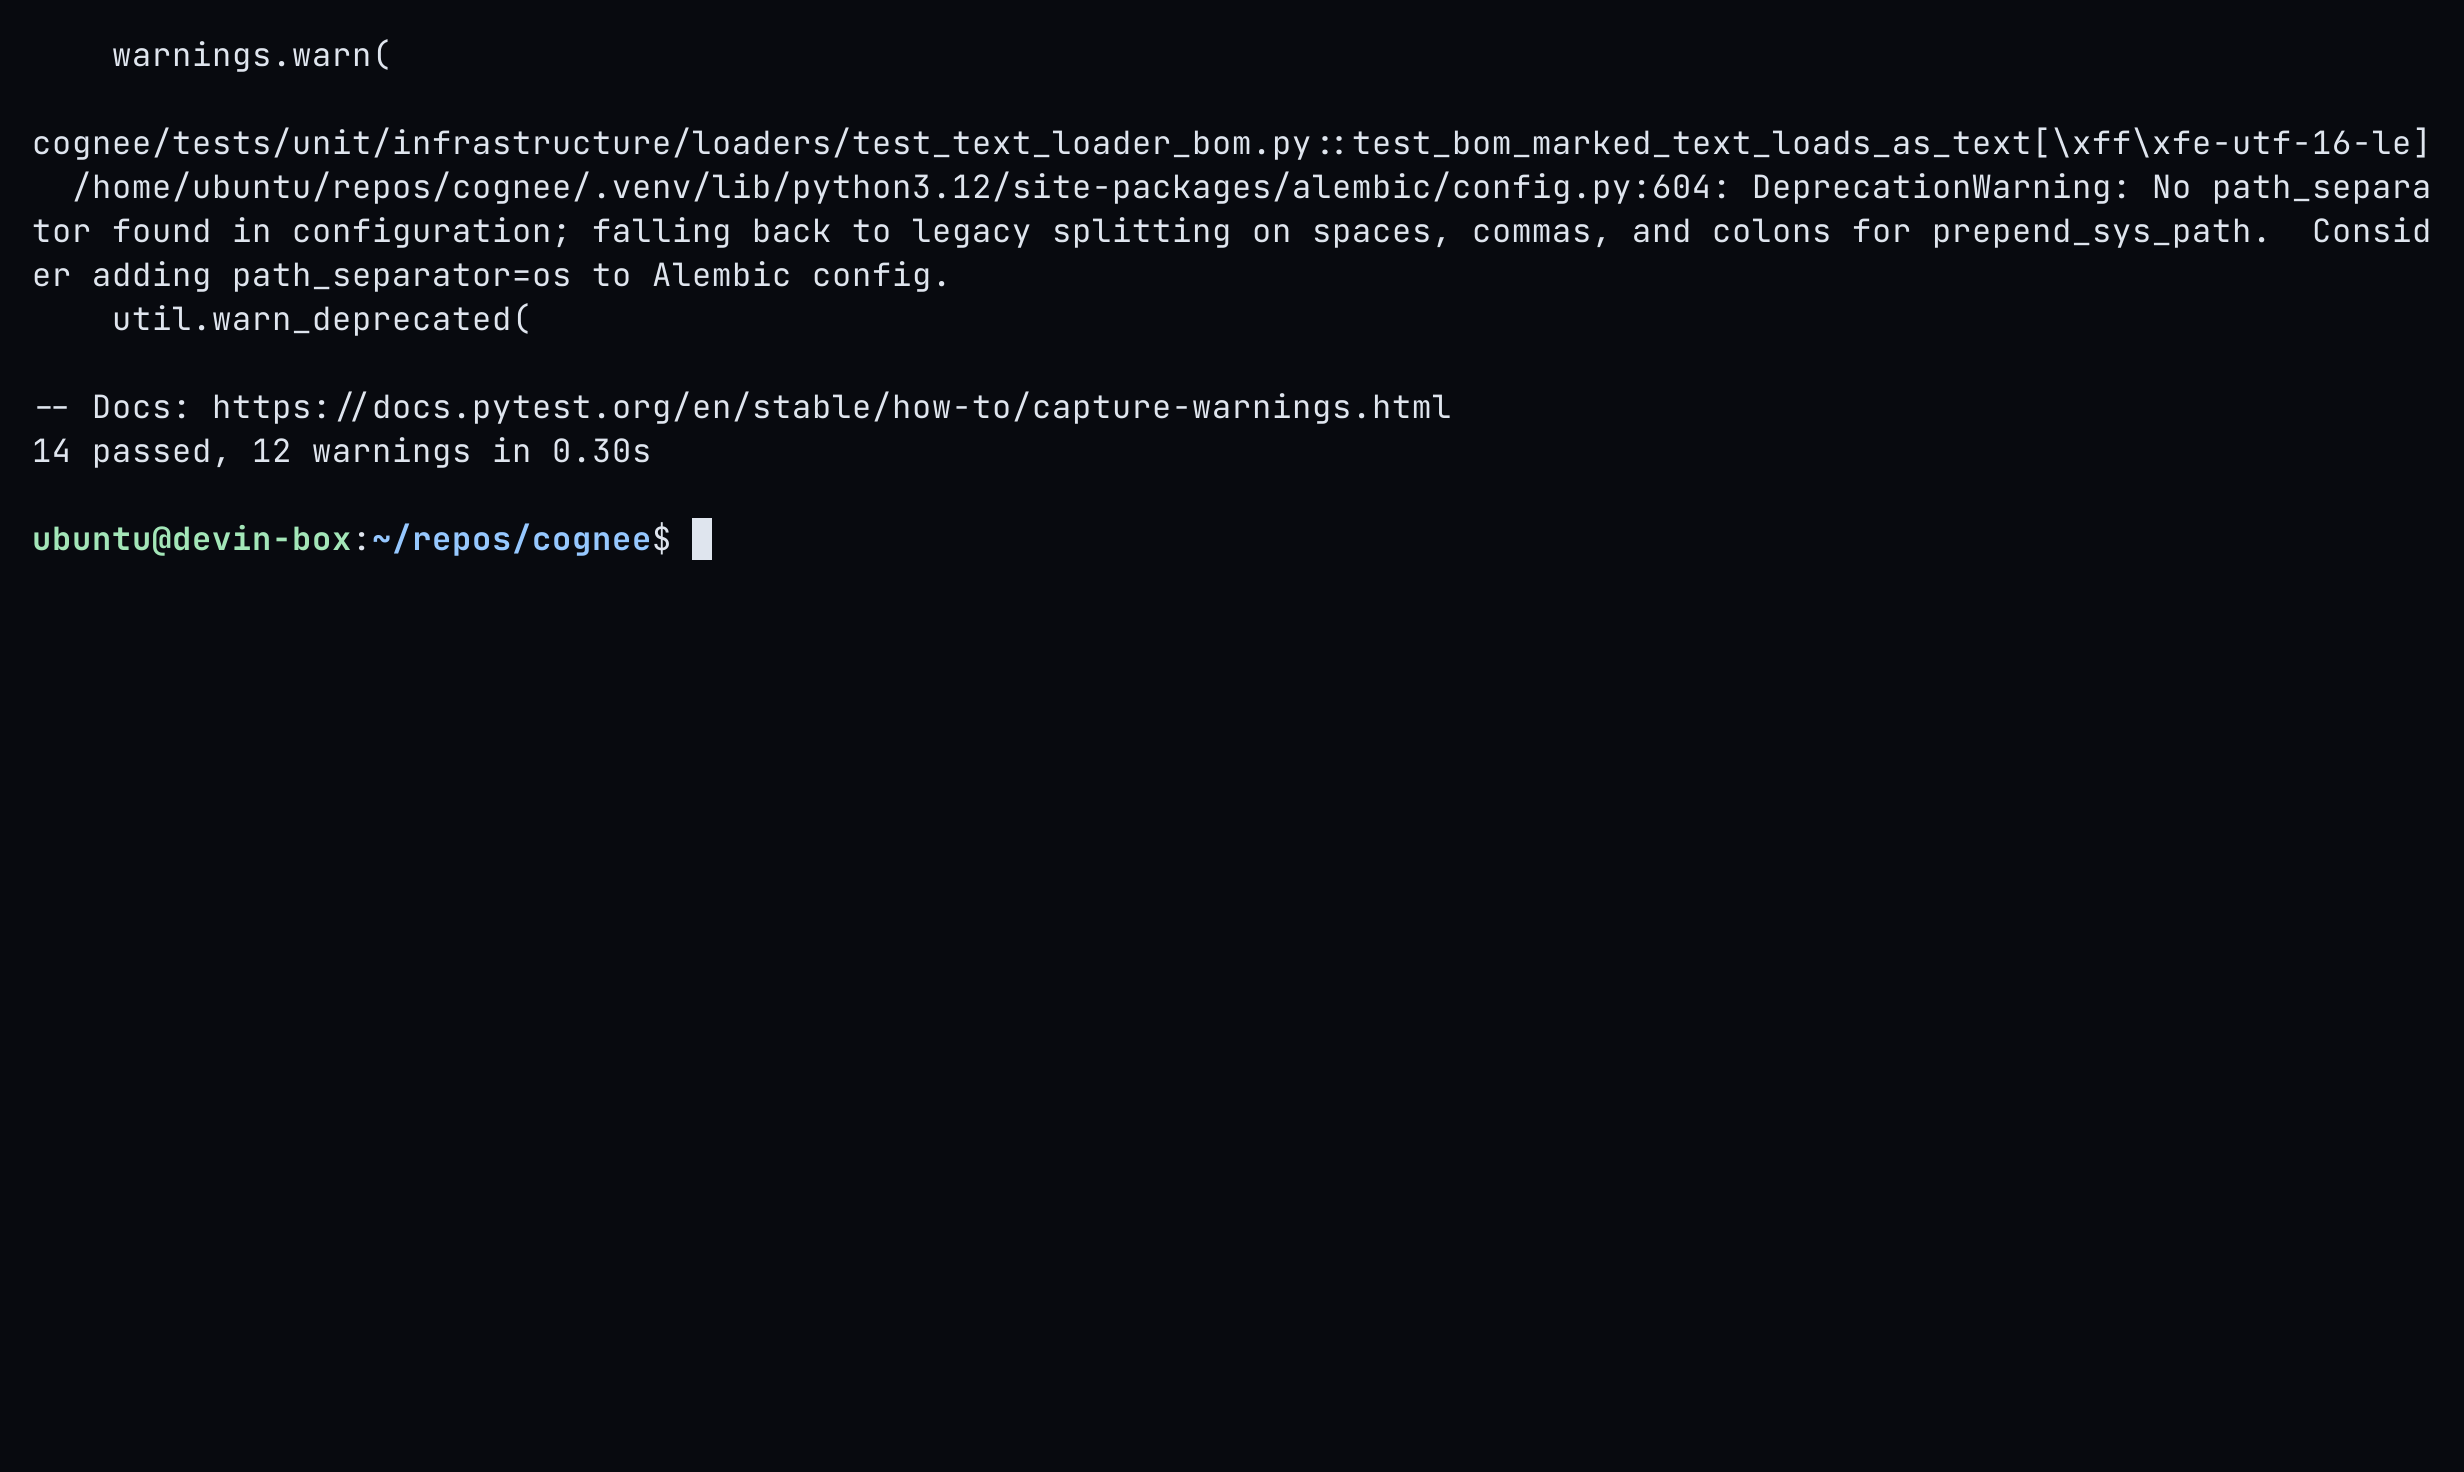 warnings.warn(
cognee/tests/unit/infrastructure/loaders/test_text_loader_bom.py::test_bom_marked_text_loads_as_text[\xff\xfe-utf-16-le]
/home/ubuntu/repos/cognee/.venv/lib/python3.12/site-packages/alembic/config.py:604: DeprecationWarning: No path_separa
tor found in configuration; falling back to legacy splitting on spaces, commas, and colons for prepend_sys_path.  Consid
er adding path_separator=os to Alembic config.
util.warn_deprecated(
-- Docs: https://docs.pytest.org/en/stable/how-to/capture-warnings.html
14 passed, 12 warnings in 0.30s
ubuntu@devin-box:~/repos/cognee$